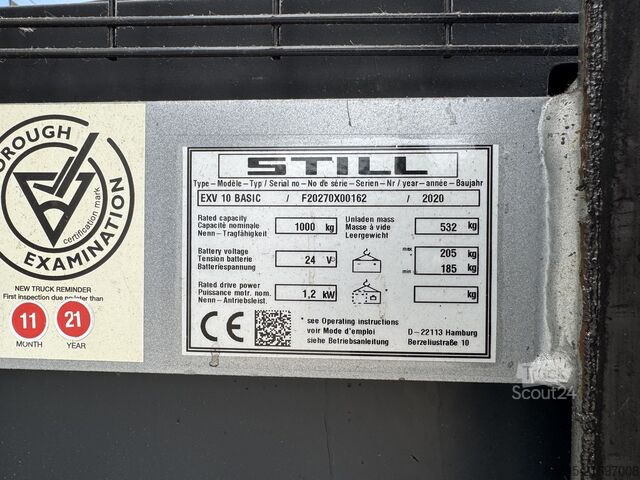 THOROUGH
EXAMINATION
certification mark
NEW TRUCK REMINDER
First inspection due no later than
11 21
MONTH YEAR
STILL
Type–Modèle–Typ / Serial no–No de série–Serien–Nr / year–année–Baujahr
EXV 10 BASIC / F20270X00162 / 2020
Rated capacity
Capacité nominale
Nenn–Tragfähigkeit
1000 kg
Unladen mass
Masse à vide
Leergewicht
532 kg
Battery voltage
Tension batterie
Batteriespannung
24 V
max 205 kg
min 185 kg
Rated drive power
Puissance motr. nom.
Nenn–Antriebsleist.
1,2 kW
kg
CE
* see Operating instructions
voir Mode d'emploi
siehe Betriebsanleitung
D–22113 Hamburg
Berzeliusstraße 10
Truck
Scout24